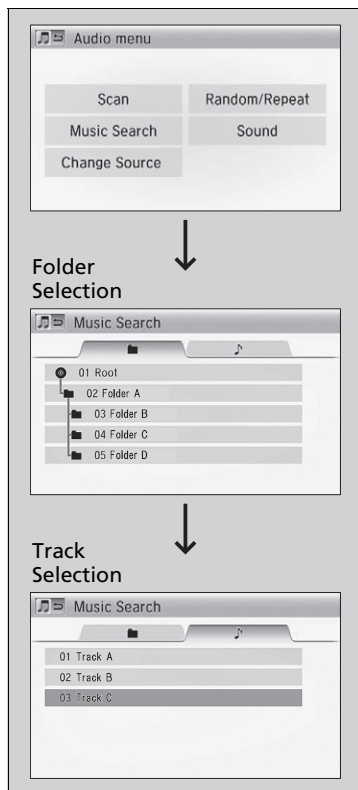 Audio menu
Scan
Random/Repeat
Music Search
Sound
Change Source
Folder
Selection
Music Search
01 Root
02 Folder A
03 Folder B
04 Folder C
05 Folder D
Track
Selection
Music Search
01 Track A
02 Track B
03 Track C